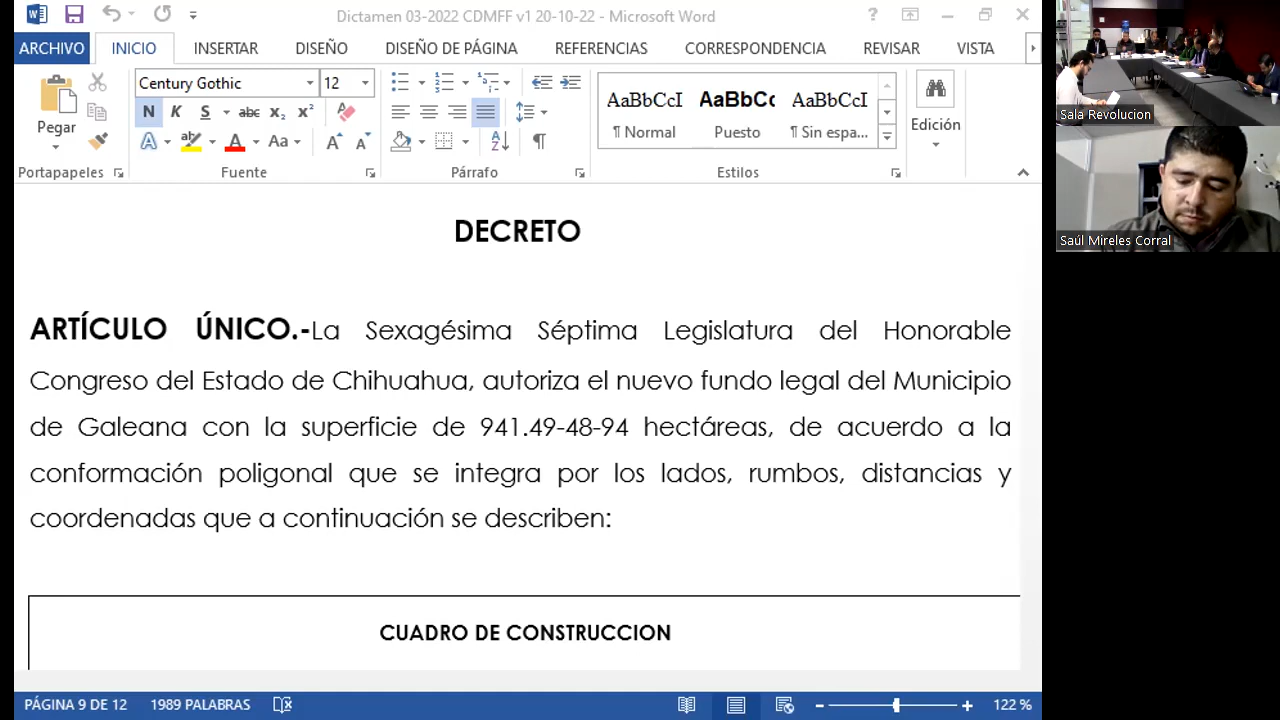 Dictamen 03-2022 CDMFF v1 20-10-22 - Microsoft Word
ARCHIVO INICIO INSERTAR DISEÑO DISEÑO DE PÁGINA REFERENCIAS CORRESPONDENCIA REVISAR VISTA
Century Gothic 12
Pegar
N K S abc x₂ x²
A aby A Aa A A
AaBbCcI AaBbCc AaBbCcI
¶ Normal Puesto ¶ Sin espa...
Edición
Portapapeles Fuente Párrafo Estilos
DECRETO
ARTÍCULO ÚNICO.-La Sexagésima Séptima Legislatura del Honorable
Congreso del Estado de Chihuahua, autoriza el nuevo fundo legal del Municipio
de Galeana con la superficie de 941.49-48-94 hectáreas, de acuerdo a la
conformación poligonal que se integra por los lados, rumbos, distancias y
coordenadas que a continuación se describen:
CUADRO DE CONSTRUCCION
PÁGINA 9 DE 12 1989 PALABRAS 122 %
Sala Revolucion
Saúl Mireles Corral